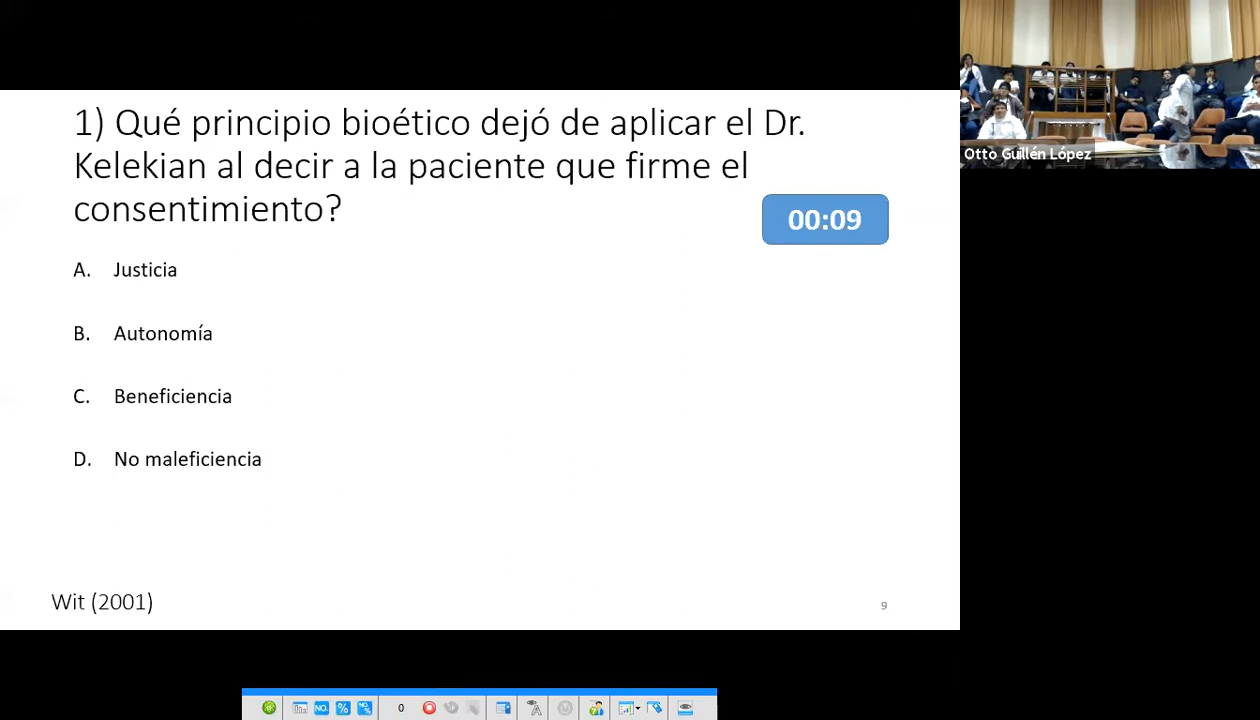 1) Qué principio bioético dejó de aplicar el Dr.
Kelekian al decir a la paciente que firme el
consentimiento?
00:09
A. Justicia
B. Autonomía
C. Beneficiencia
D. No maleficiencia
Wit (2001)
9
Otto Guillén López
NO.
%
0